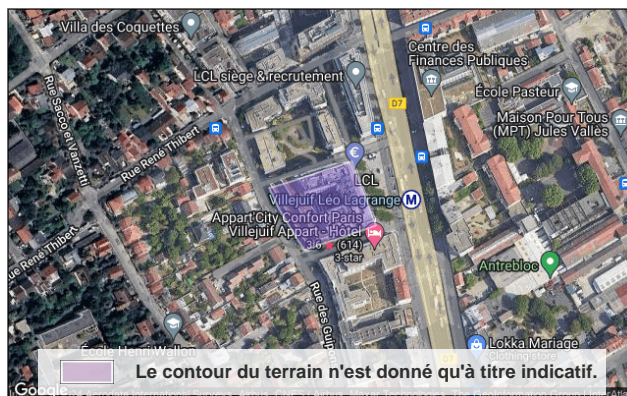 Villa des Coquettes
LCL siège & recrutement
Centre des
Finances Publiques
École Pasteur
Maison Pour Tous
(MPT) Jules Vallès
D7
Rue Sacco et Vanzetti
Rue René Thibert
LCL
Villejuif Léo Lagrange
M
Appart'City Confort Paris
Villejuif Appart - Hôtel
3.6 ★ (614)
3-star
Rue René Thibert
Antrebloc
Rue des Guipons
École Henri Wallon
Lokka Mariage
Clothing store
D7
Le contour du terrain n'est donné qu'à titre indicatif.
Google